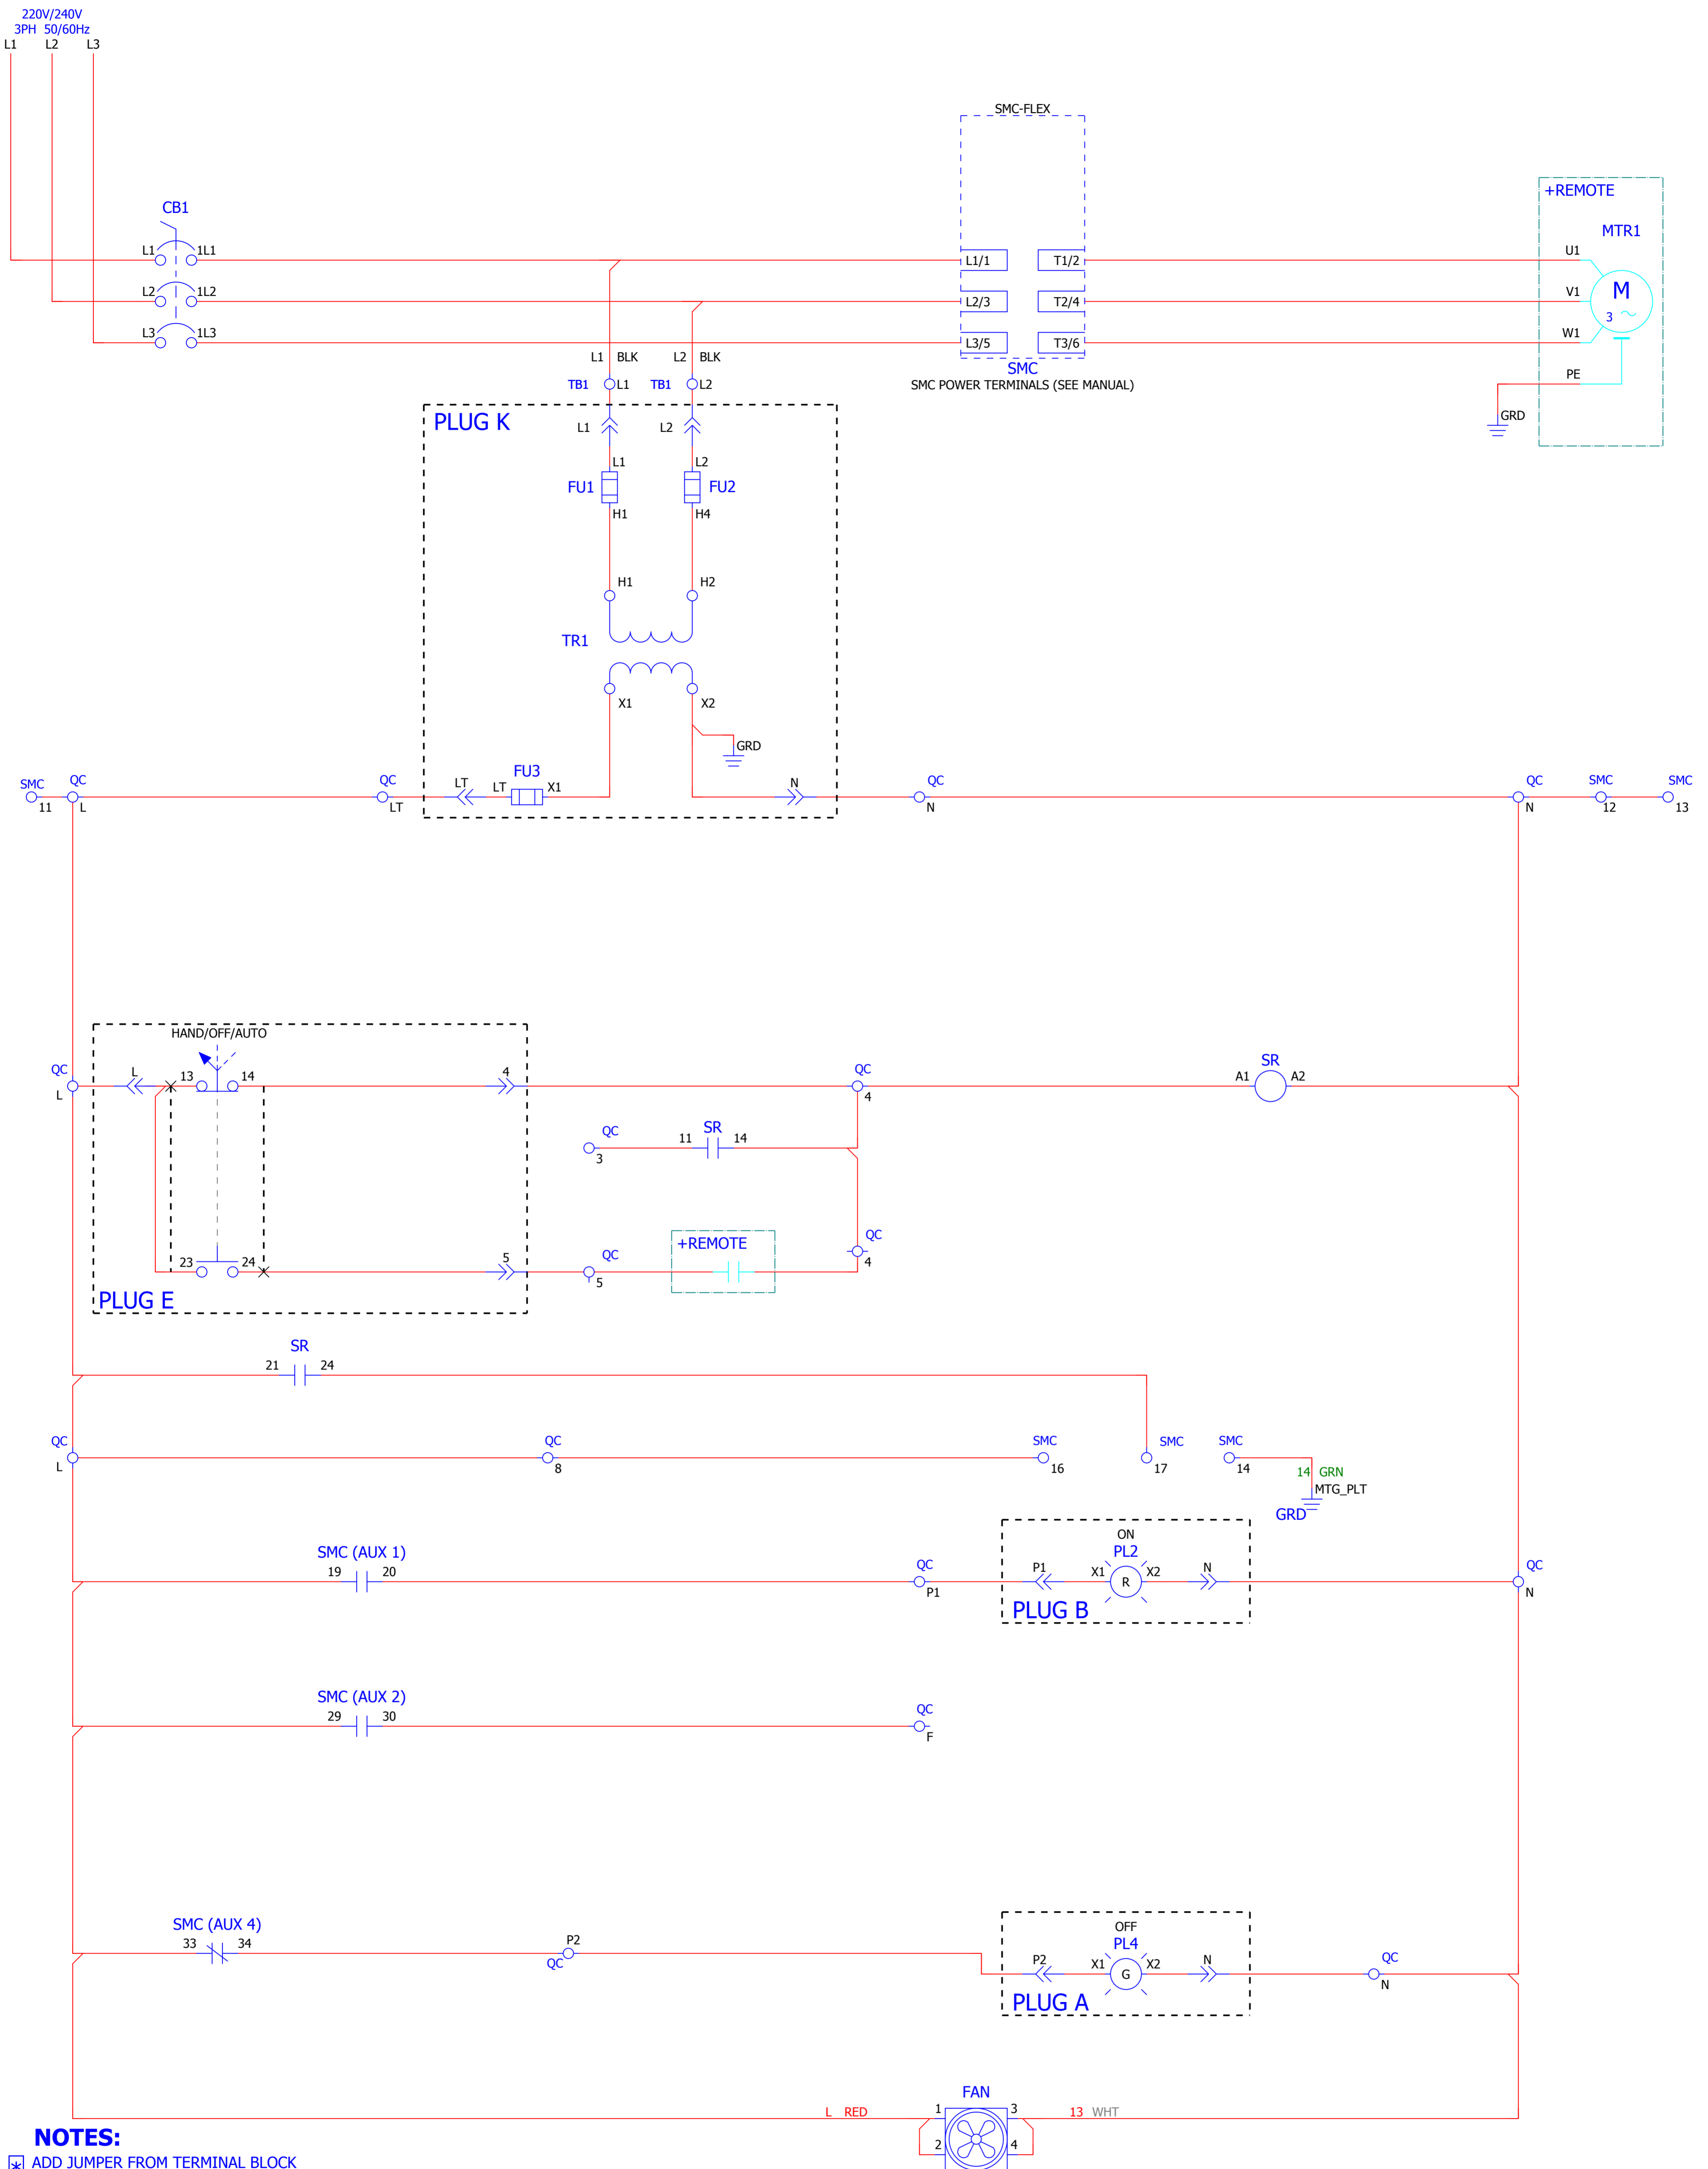 220V/240V
3PH 50/60Hz
L1 L2 L3
SMC-FLEX
+REMOTE
CB1
MTR1
L1 1L1
L1/1 T1/2
U1
L2 1L2
L2/3 T2/4
V1
M
3
L3 1L3
L3/5 T3/6
W1
L1 BLK L2 BLK
SMC
SMC POWER TERMINALS (SEE MANUAL)
PE
TB1 L1 TB1 L2
GRD
PLUG K
L1 L2
L1 L2
FU1 FU2
H1 H4
H1 H2
TR1
X1 X2
GRD
SMC QC QC LT LT FU3 X1 N QC QC SMC SMC
11 L LT N N 12 13
HAND/OFF/AUTO
QC L 13 14 4 QC SR
L 4 A1 A2
QC 11 SR 14
3
+REMOTE QC
23 24 5 QC 4
5
PLUG E
SR
21 24
QC QC SMC SMC SMC
L 8 16 17 14
14 GRN
MTG_PLT
GRD
ON
SMC (AUX 1) PL2
19 20 QC P1 X1 R X2 N QC
P1 N
PLUG B
SMC (AUX 2)
29 30 QC
F
SMC (AUX 4) OFF
33 34 P2 PL4
QC P2 X1 G X2 N QC
N
PLUG A
FAN
L RED 1 3 13 WHT
2 4
NOTES:
* ADD JUMPER FROM TERMINAL BLOCK